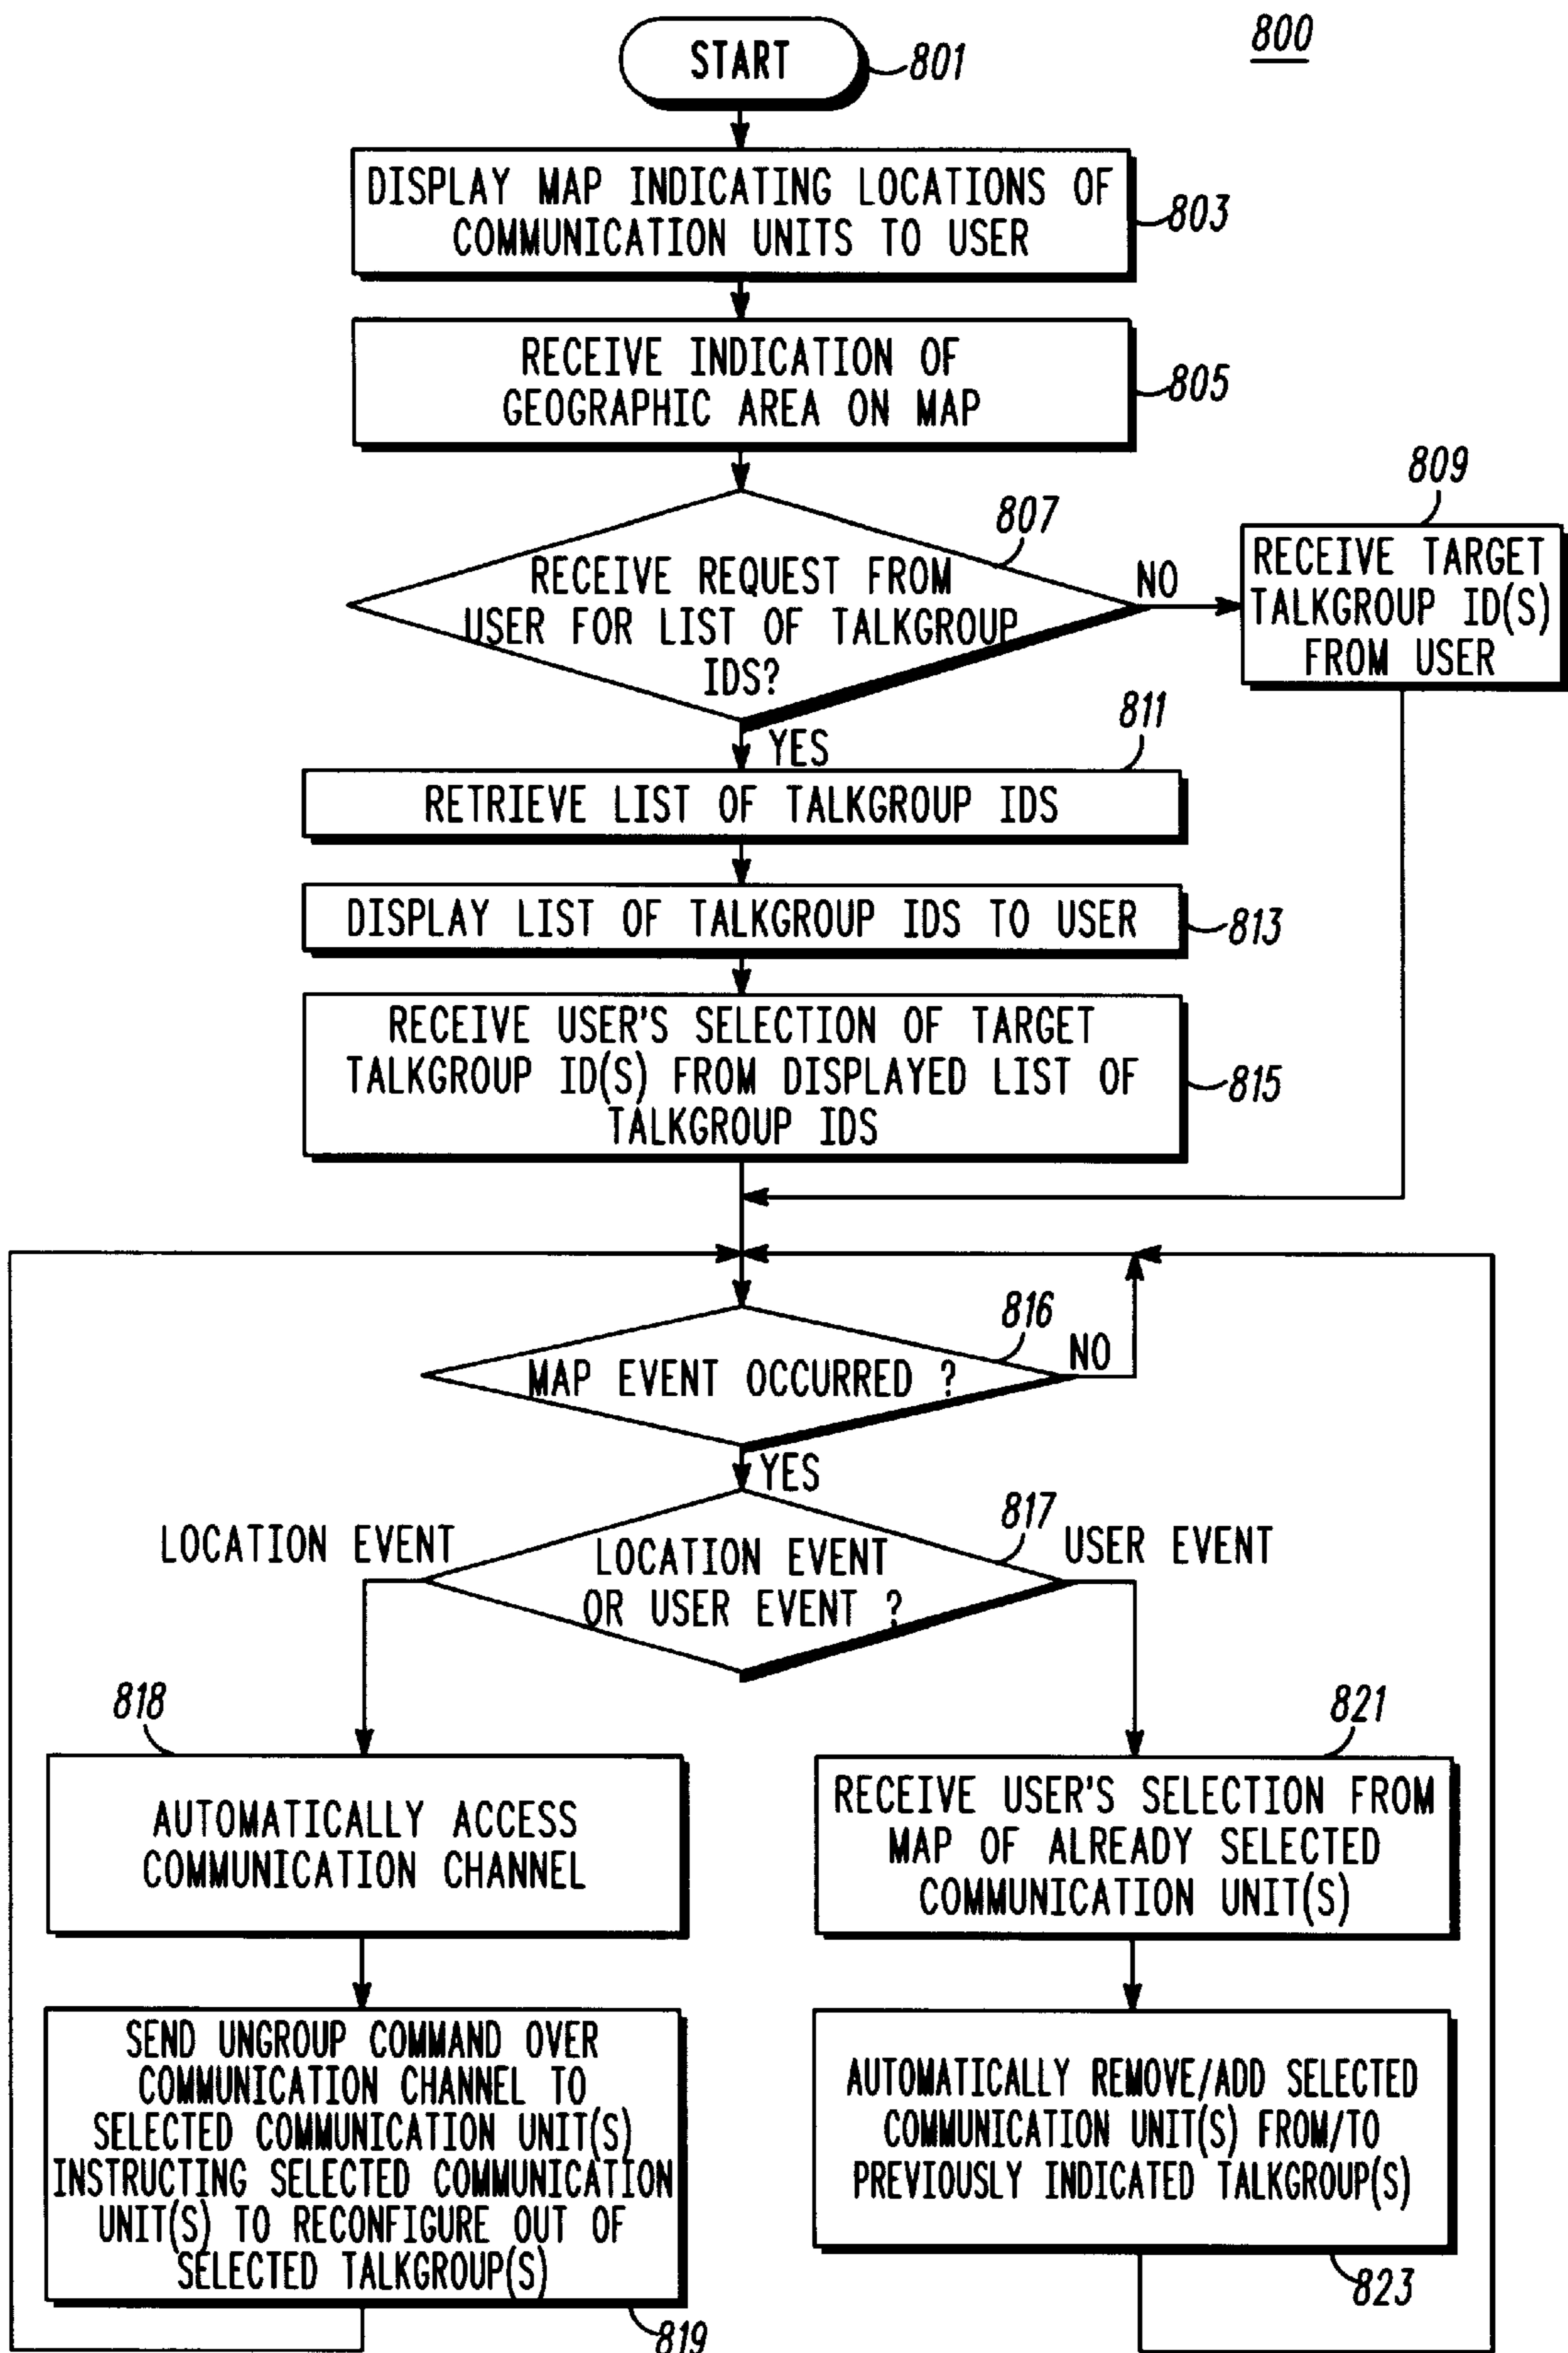 800
START
801
DISPLAY MAP INDICATING LOCATIONS OF
COMMUNICATION UNITS TO USER
803
RECEIVE INDICATION OF
GEOGRAPHIC AREA ON MAP
805
807
RECEIVE REQUEST FROM
USER FOR LIST OF TALKGROUP
IDS?
NO
809
RECEIVE TARGET
TALKGROUP ID(S)
FROM USER
YES
811
RETRIEVE LIST OF TALKGROUP IDS
DISPLAY LIST OF TALKGROUP IDS TO USER
813
RECEIVE USER'S SELECTION OF TARGET
TALKGROUP ID(S) FROM DISPLAYED LIST OF
TALKGROUP IDS
815
816
MAP EVENT OCCURRED ?
NO
YES
817
LOCATION EVENT
LOCATION EVENT
OR USER EVENT ?
USER EVENT
818
AUTOMATICALLY ACCESS
COMMUNICATION CHANNEL
821
RECEIVE USER'S SELECTION FROM
MAP OF ALREADY SELECTED
COMMUNICATION UNIT(S)
SEND UNGROUP COMMAND OVER
COMMUNICATION CHANNEL TO
SELECTED COMMUNICATION UNIT(S)
INSTRUCTING SELECTED COMMUNICATION
UNIT(S) TO RECONFIGURE OUT OF
SELECTED TALKGROUP(S)
819
AUTOMATICALLY REMOVE/ADD SELECTED
COMMUNICATION UNIT(S) FROM/TO
PREVIOUSLY INDICATED TALKGROUP(S)
823